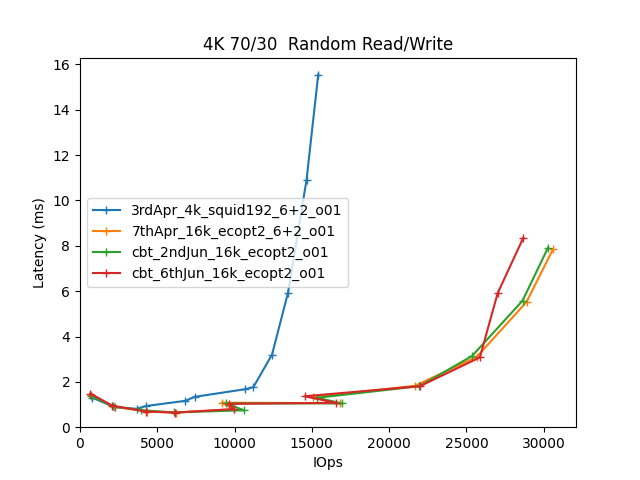 4K 70/30  Random Read/Write
Latency (ms)
16
14
12
10
8
6
4
2
0
3rdApr_4k_squid192_6+2_o01
7thApr_16k_ecopt2_6+2_o01
cbt_2ndJun_16k_ecopt2_o01
cbt_6thJun_16k_ecopt2_o01
0 5000 10000 15000 20000 25000 30000
IOps